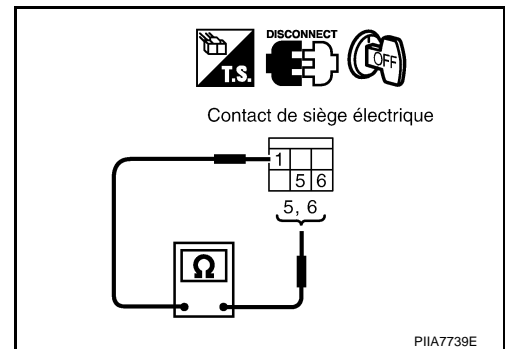 DISCONNECT
T.S.
OFF
Contact de siège électrique
1
5 6
5, 6
Ω
PIIA7739E